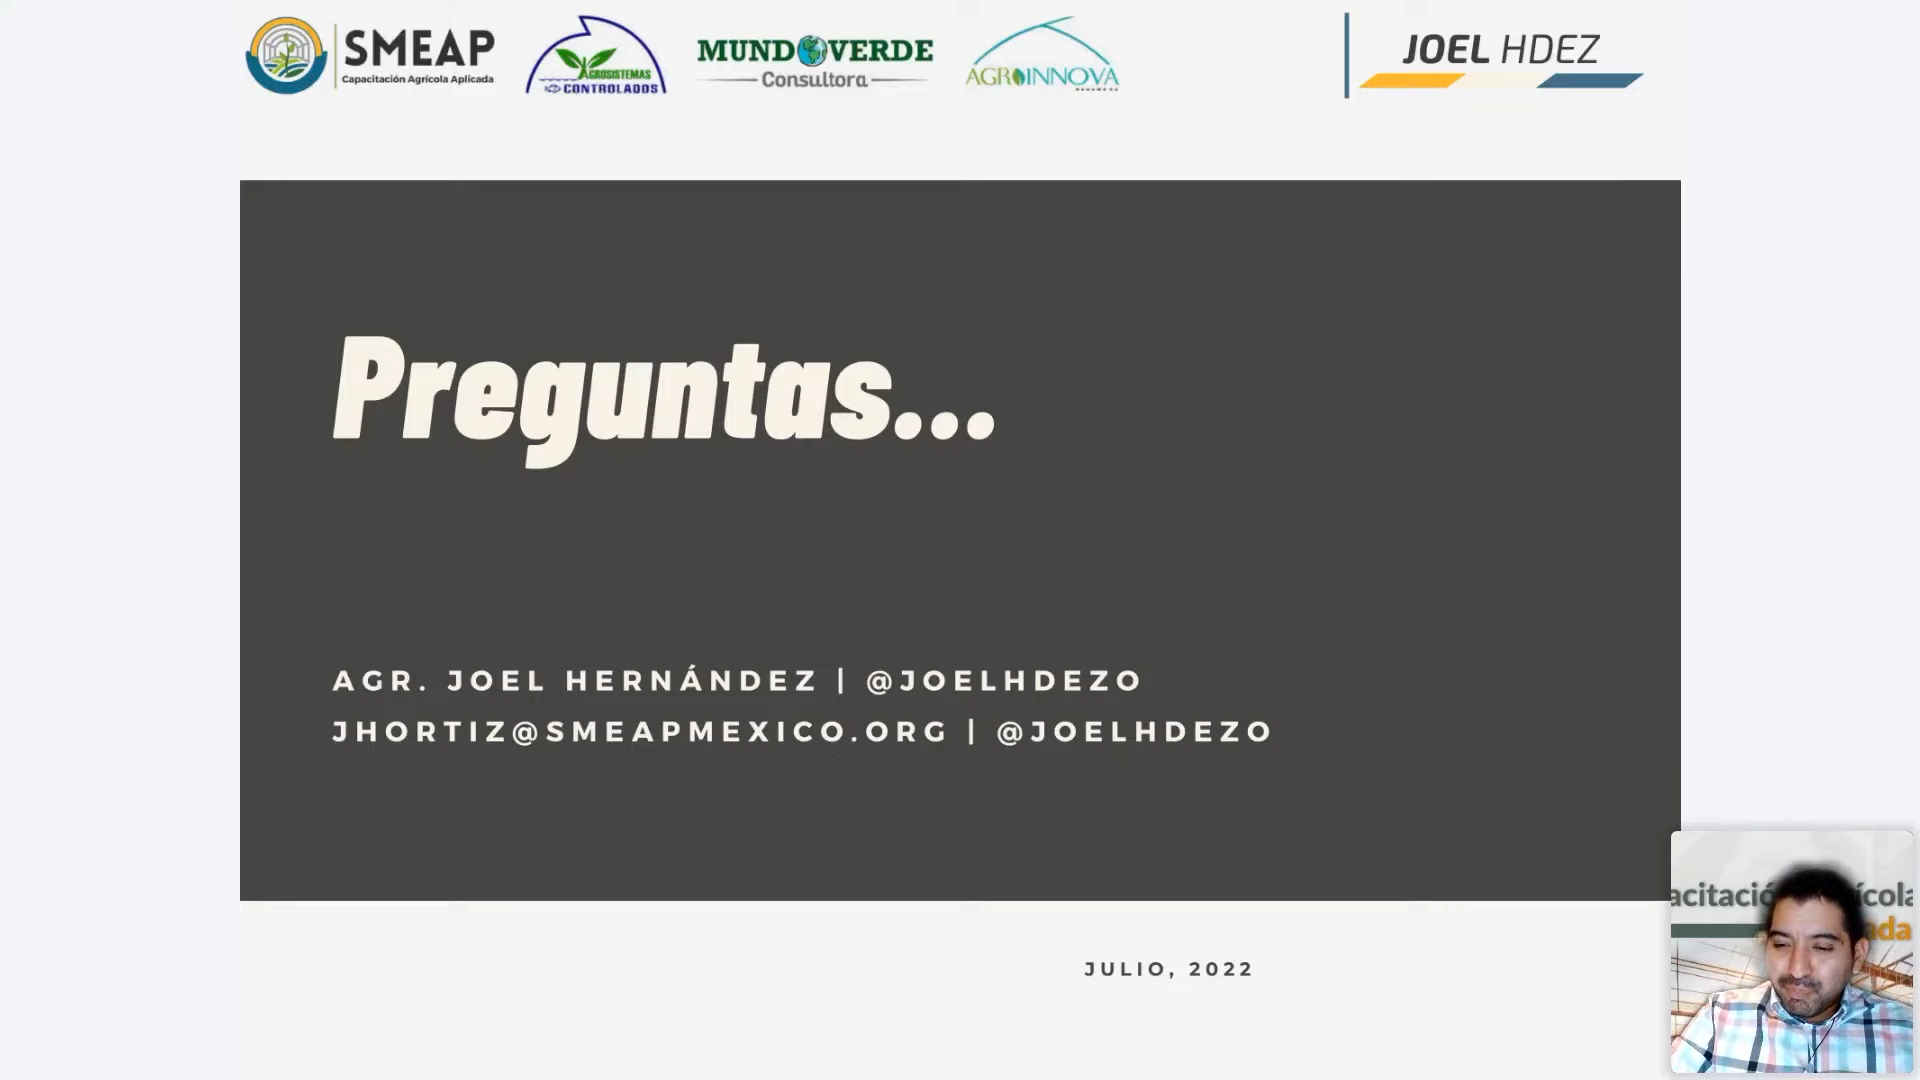 SMEAP
Capacitación Agrícola Aplicada
AGROSISTEMAS
CONTROLADOS
MUNDO VERDE
Consultora
AGROINNOVA
JOEL HDEZ
Preguntas...
AGR. JOEL HERNÁNDEZ | @JOELHDEZO
JHORTIZ@SMEAPMEXICO.ORG | @JOELHDEZO
JULIO, 2022